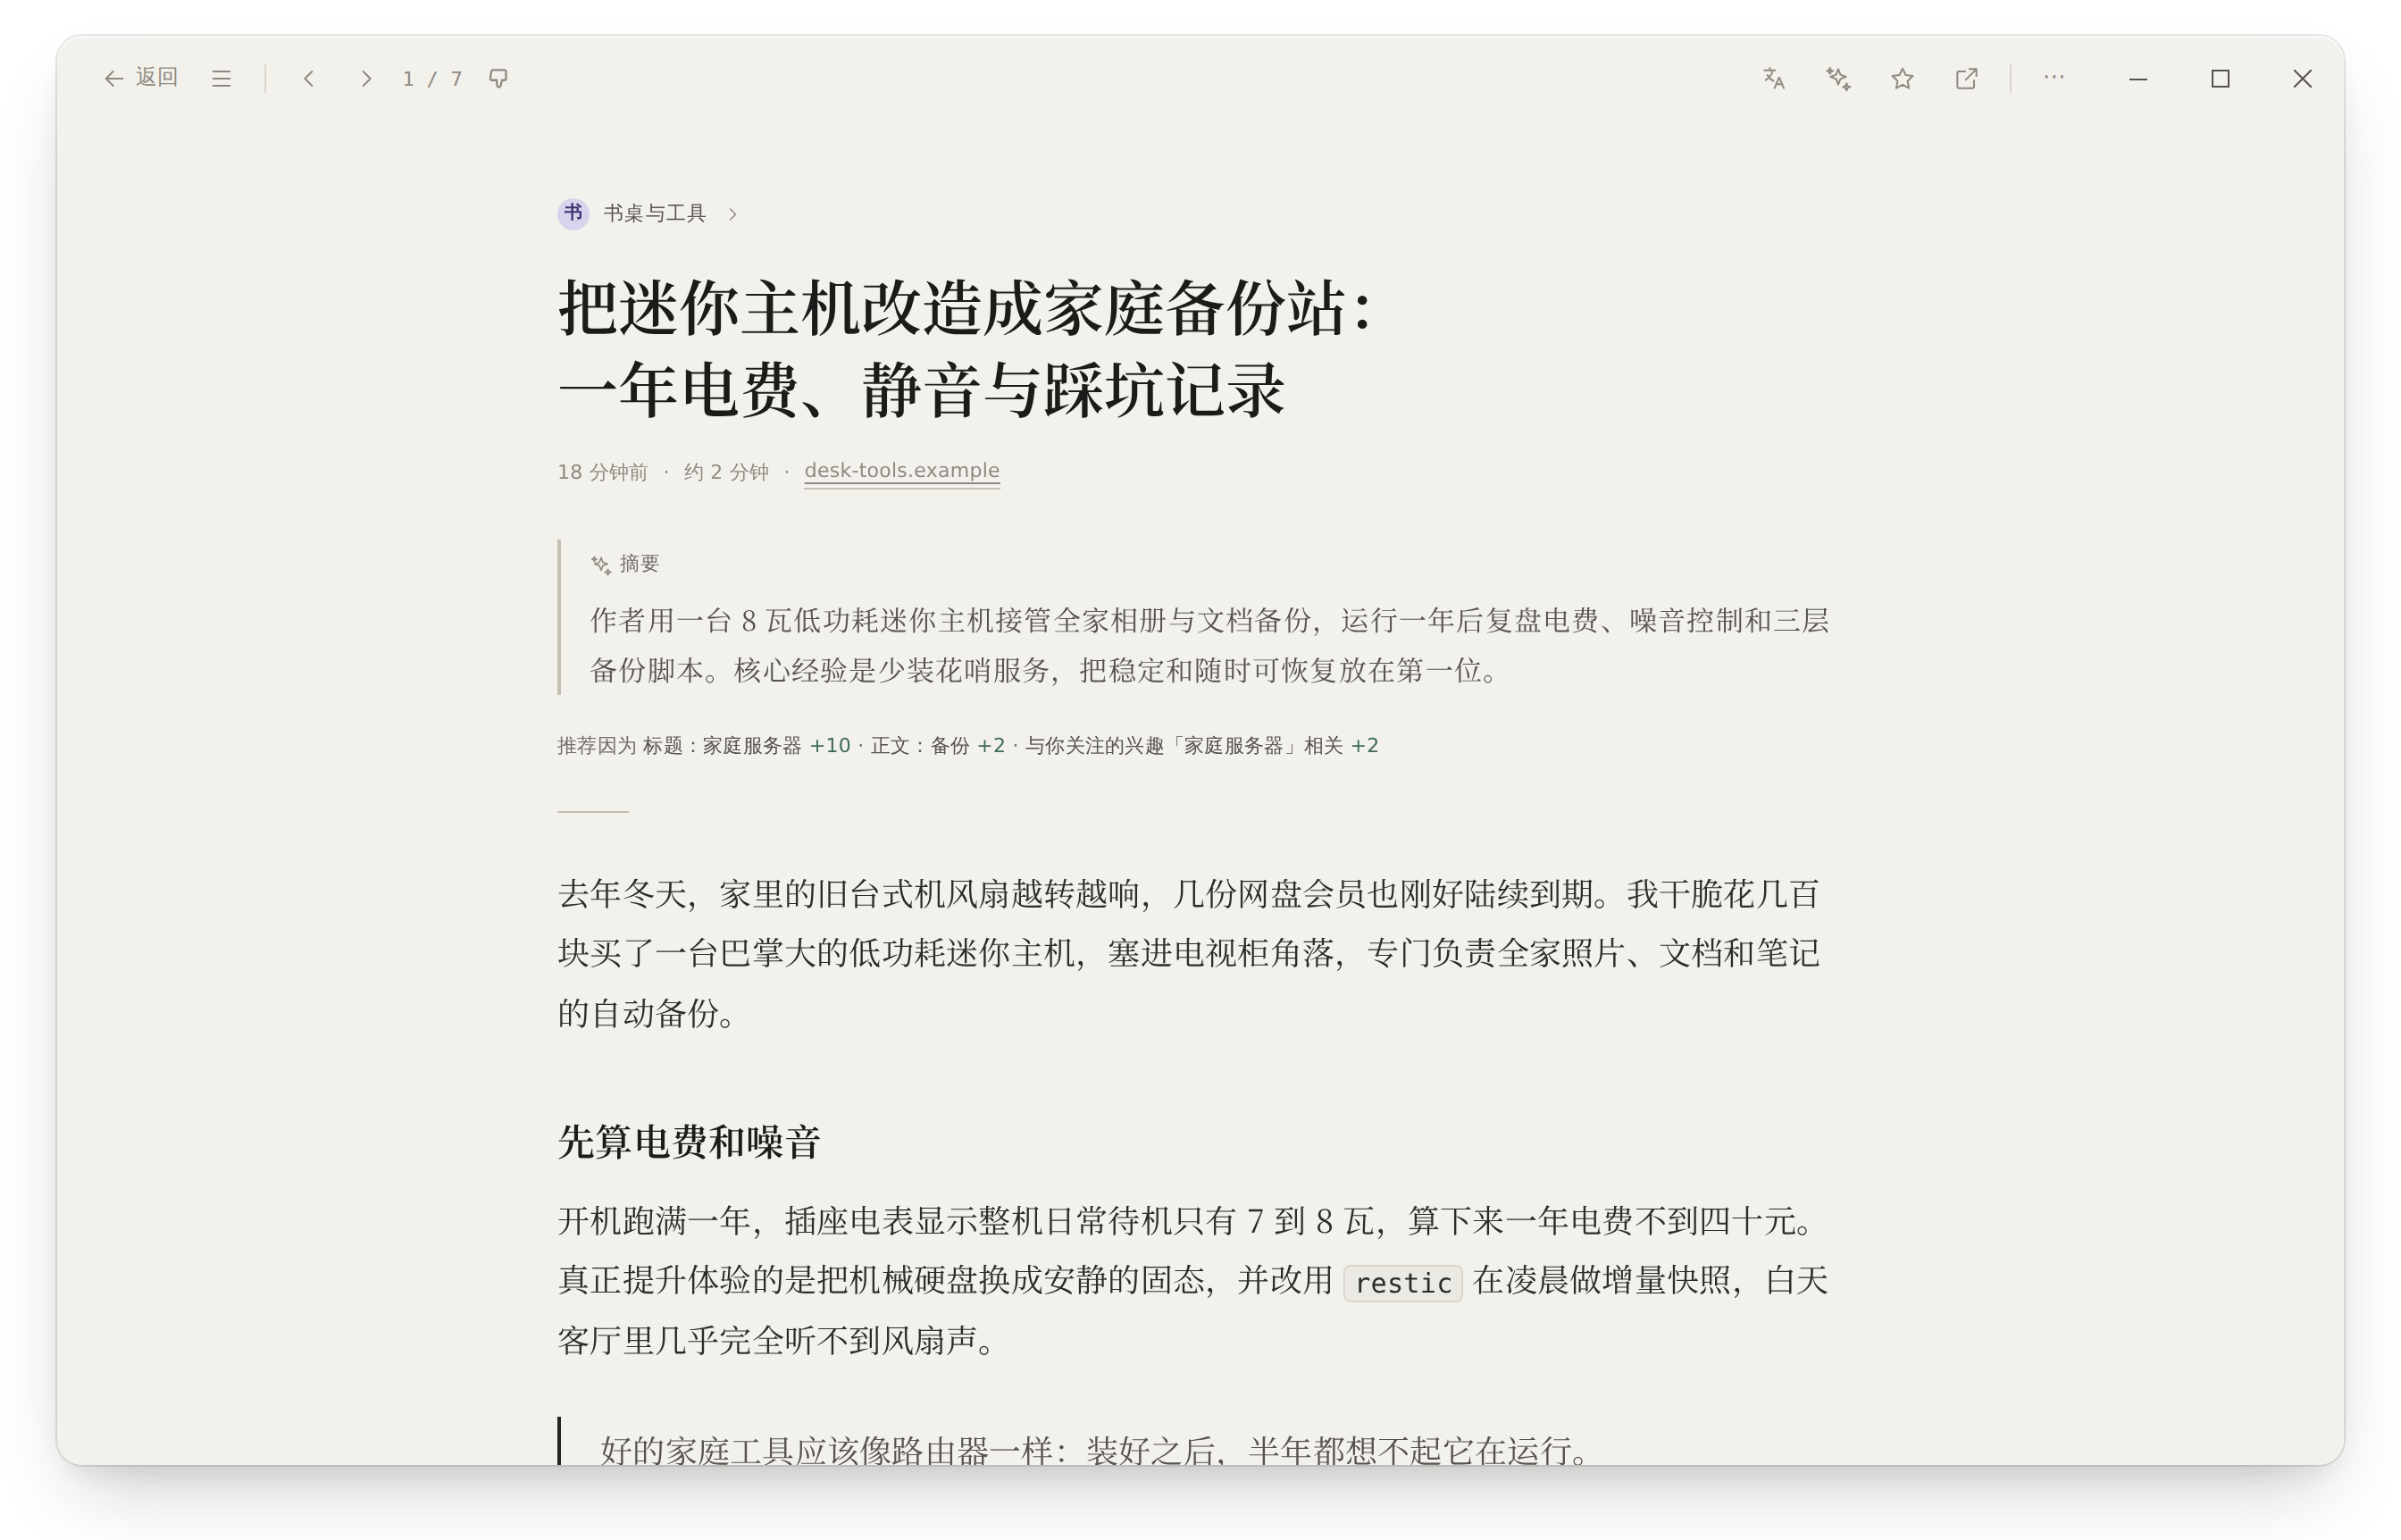 返回
1 / 7
书 书桌与工具
把迷你主机改造成家庭备份站：
一年电费、静音与踩坑记录
18 分钟前 · 约 2 分钟 · desk-tools.example
摘要
作者用一台 8 瓦低功耗迷你主机接管全家相册与文档备份，运行一年后复盘电费、噪音控制和三层
备份脚本。核心经验是少装花哨服务，把稳定和随时可恢复放在第一位。
推荐因为 标题：家庭服务器 +10 · 正文：备份 +2 · 与你关注的兴趣「家庭服务器」相关 +2
去年冬天，家里的旧台式机风扇越转越响，几份网盘会员也刚好陆续到期。我干脆花几百
块买了一台巴掌大的低功耗迷你主机，塞进电视柜角落，专门负责全家照片、文档和笔记
的自动备份。
先算电费和噪音
开机跑满一年，插座电表显示整机日常待机只有 7 到 8 瓦，算下来一年电费不到四十元。
真正提升体验的是把机械硬盘换成安静的固态，并改用 restic 在凌晨做增量快照，白天
客厅里几乎完全听不到风扇声。
好的家庭工具应该像路由器一样：装好之后，半年都想不起它在运行。